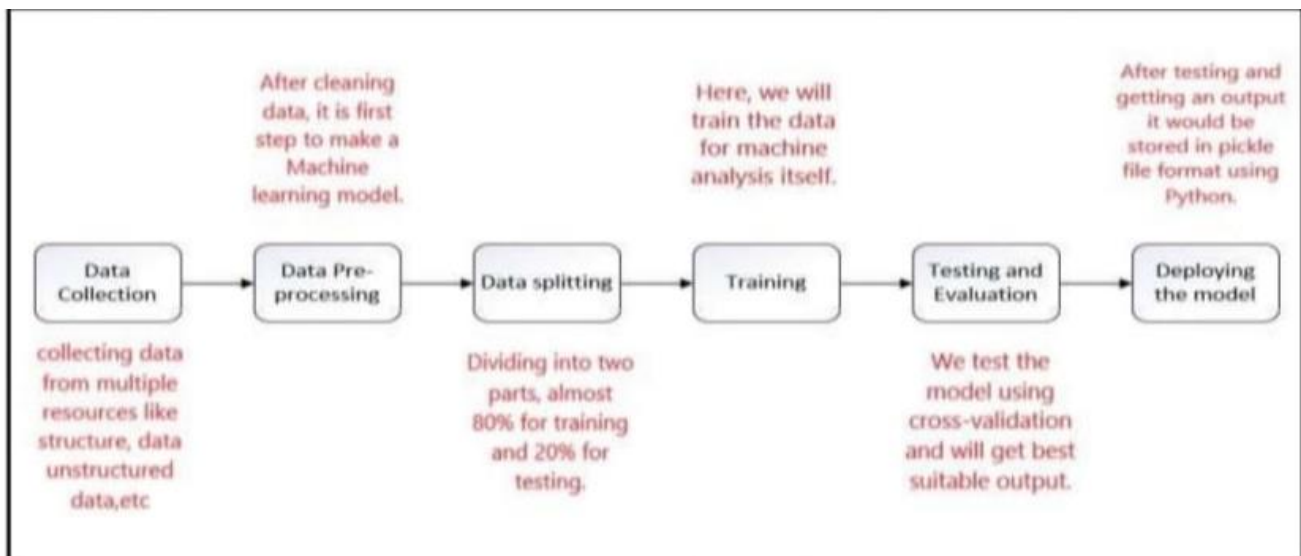 After cleaning
data, it is first
step to make a
Machine
learning model.
Here, we will
train the data
for machine
analysis itself.
After testing and
getting an output
it would be
stored in pickle
file format using
Python.
Data
Collection
Data Pre-
processing
Data splitting
Training
Testing and
Evaluation
Deploying
the model
collecting data
from multiple
resources like
structure, data
unstructured
data,etc
Dividing into two
parts, almost
80% for training
and 20% for
testing.
We test the
model using
cross-validation
and will get best
suitable output.